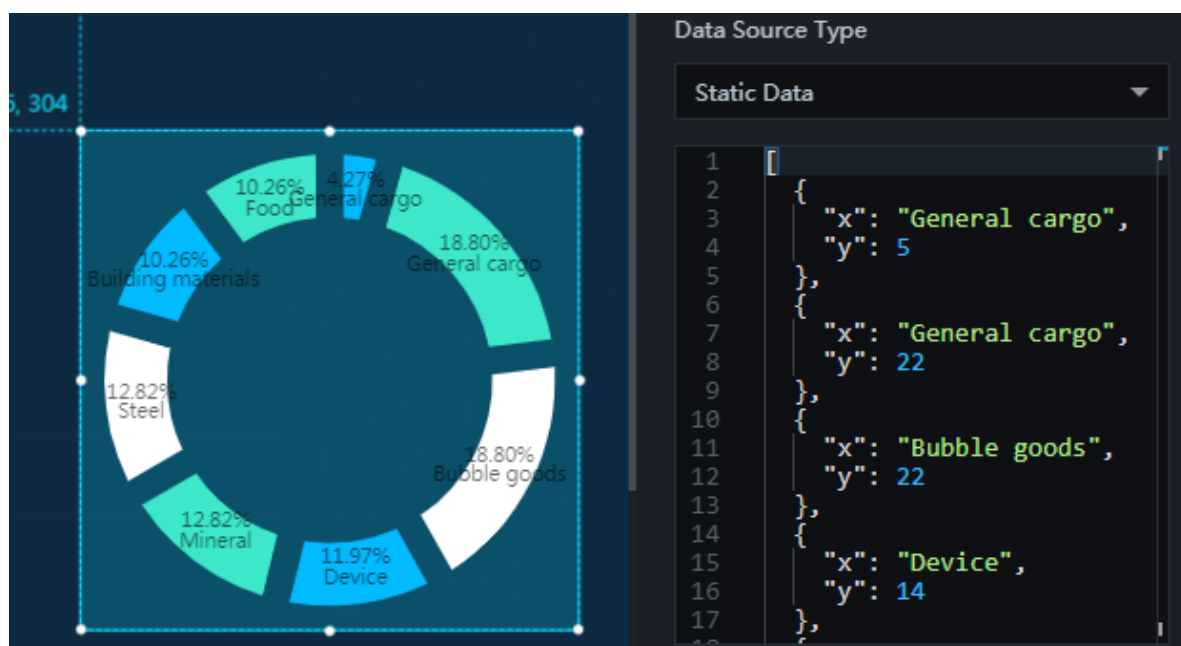 5, 304
4.27%
General cargo
18.80%
General cargo
18.80%
Bubble goods
11.97%
Device
12.82%
Mineral
12.82%
Steel
10.26%
Building materials
10.26%
Food
Data Source Type
Static Data
1 [
2 {
3 "x": "General cargo",
4 "y": 5
5 },
6 {
7 "x": "General cargo",
8 "y": 22
9 },
10 {
11 "x": "Bubble goods",
12 "y": 22
13 },
14 {
15 "x": "Device",
16 "y": 14
17 },